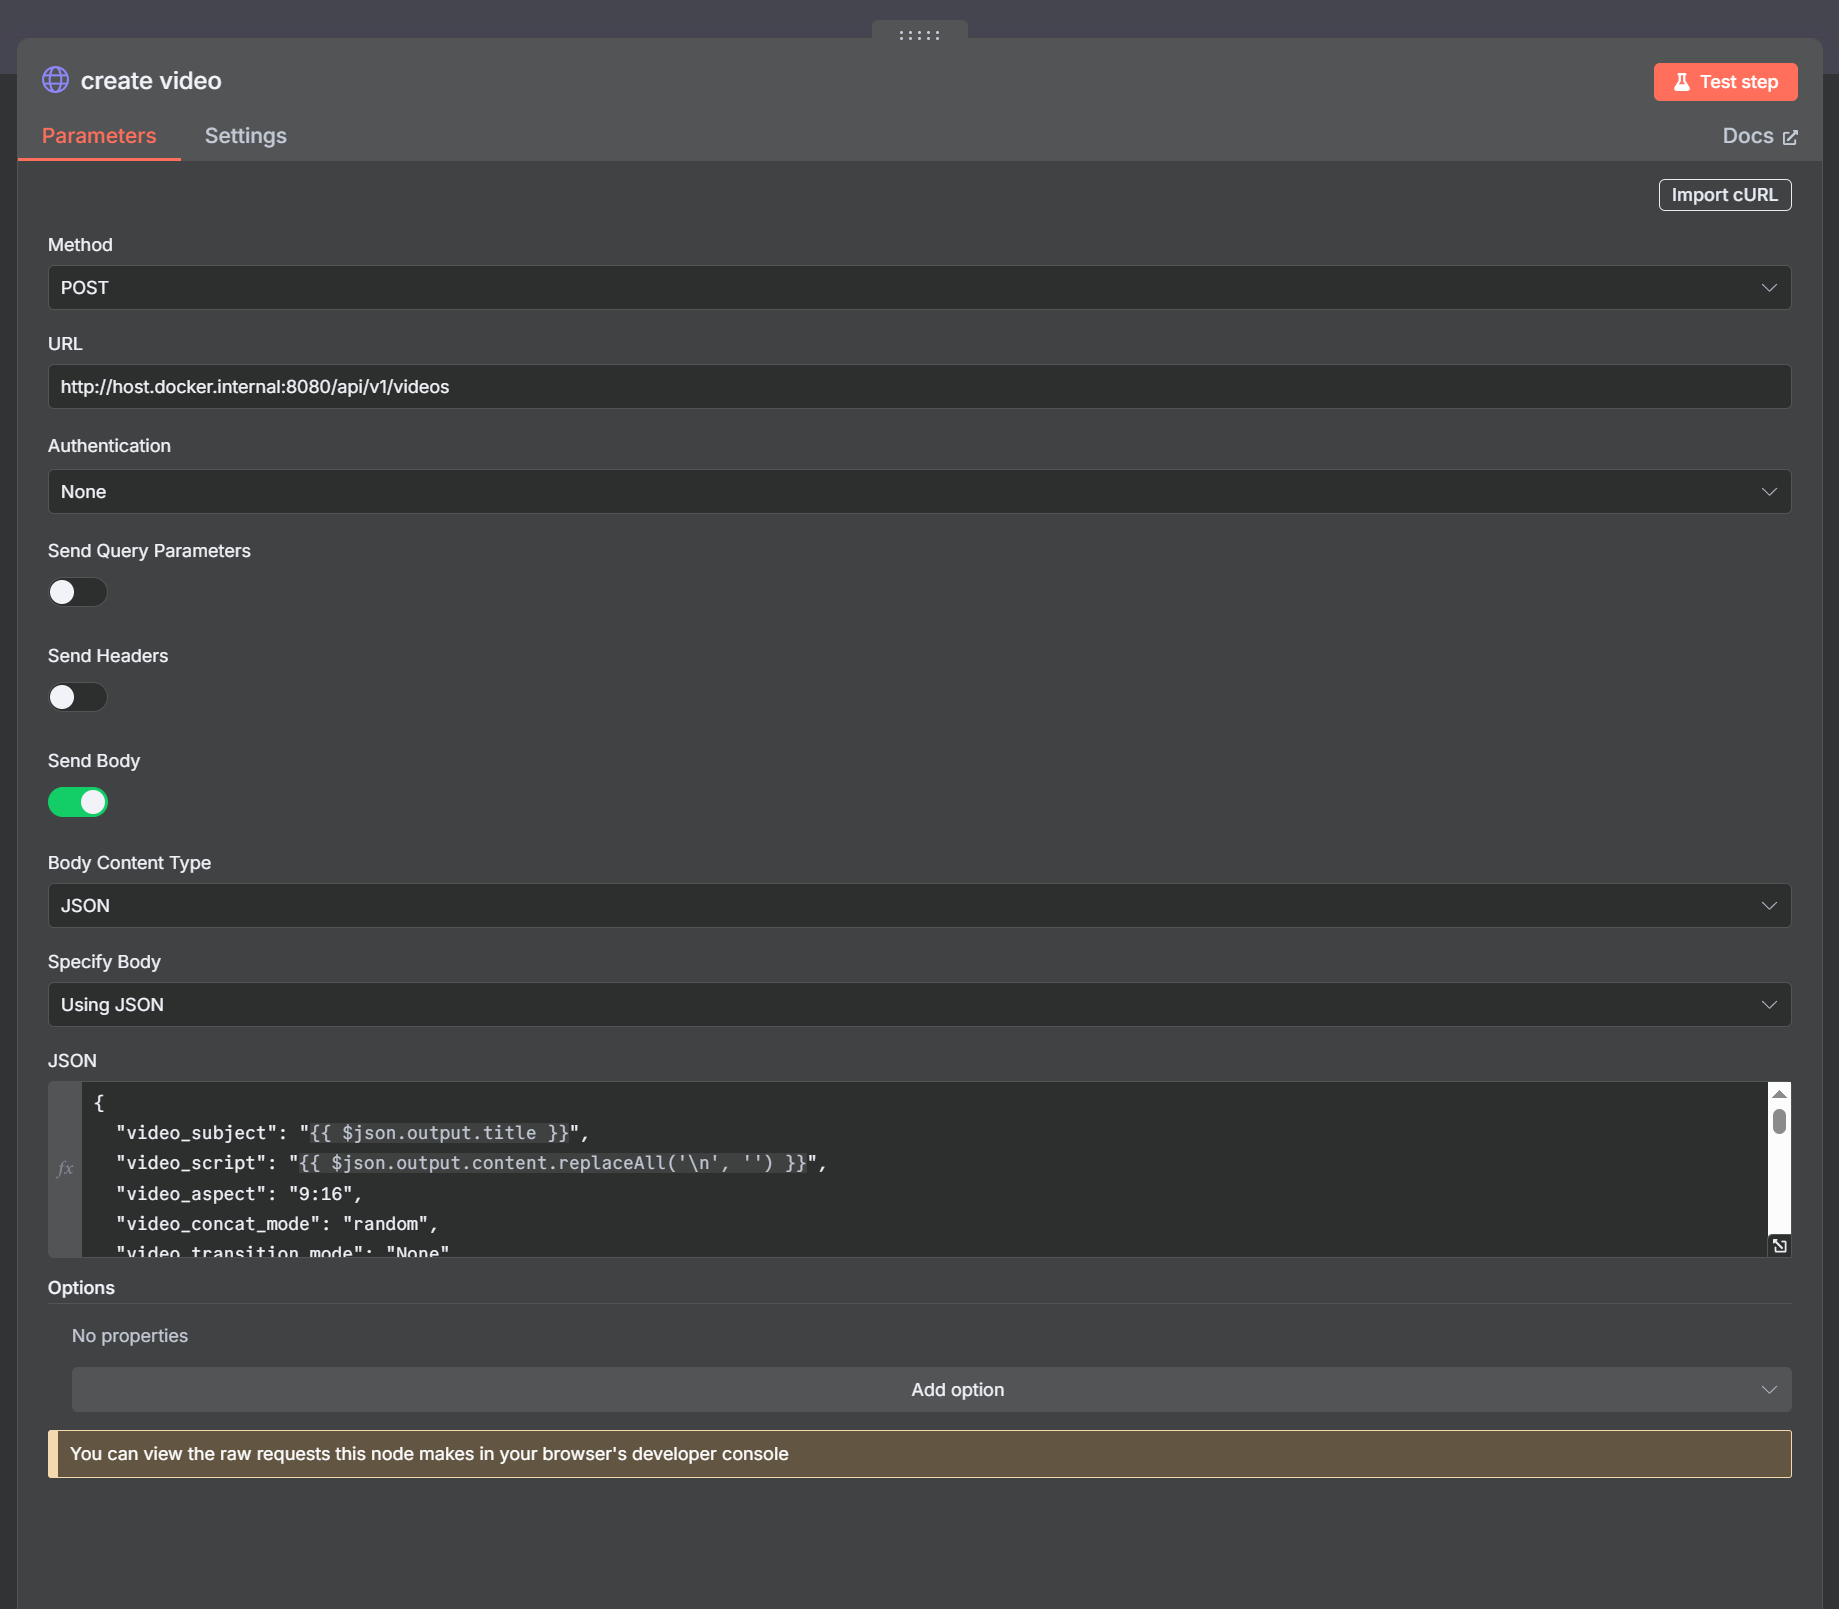 create video
Test step
Parameters
Settings
Docs
Import cURL
Method
POST
URL
http://host.docker.internal:8080/api/v1/videos
Authentication
None
Send Query Parameters
Send Headers
Send Body
Body Content Type
JSON
Specify Body
Using JSON
JSON
fx
{
"video_subject": "{{ $json.output.title }}",
"video_script": "{{ $json.output.content.replaceAll('\n', '') }}",
"video_aspect": "9:16",
"video_concat_mode": "random",
"video_transition_mode": "None"
Options
No properties
Add option
You can view the raw requests this node makes in your browser's developer console